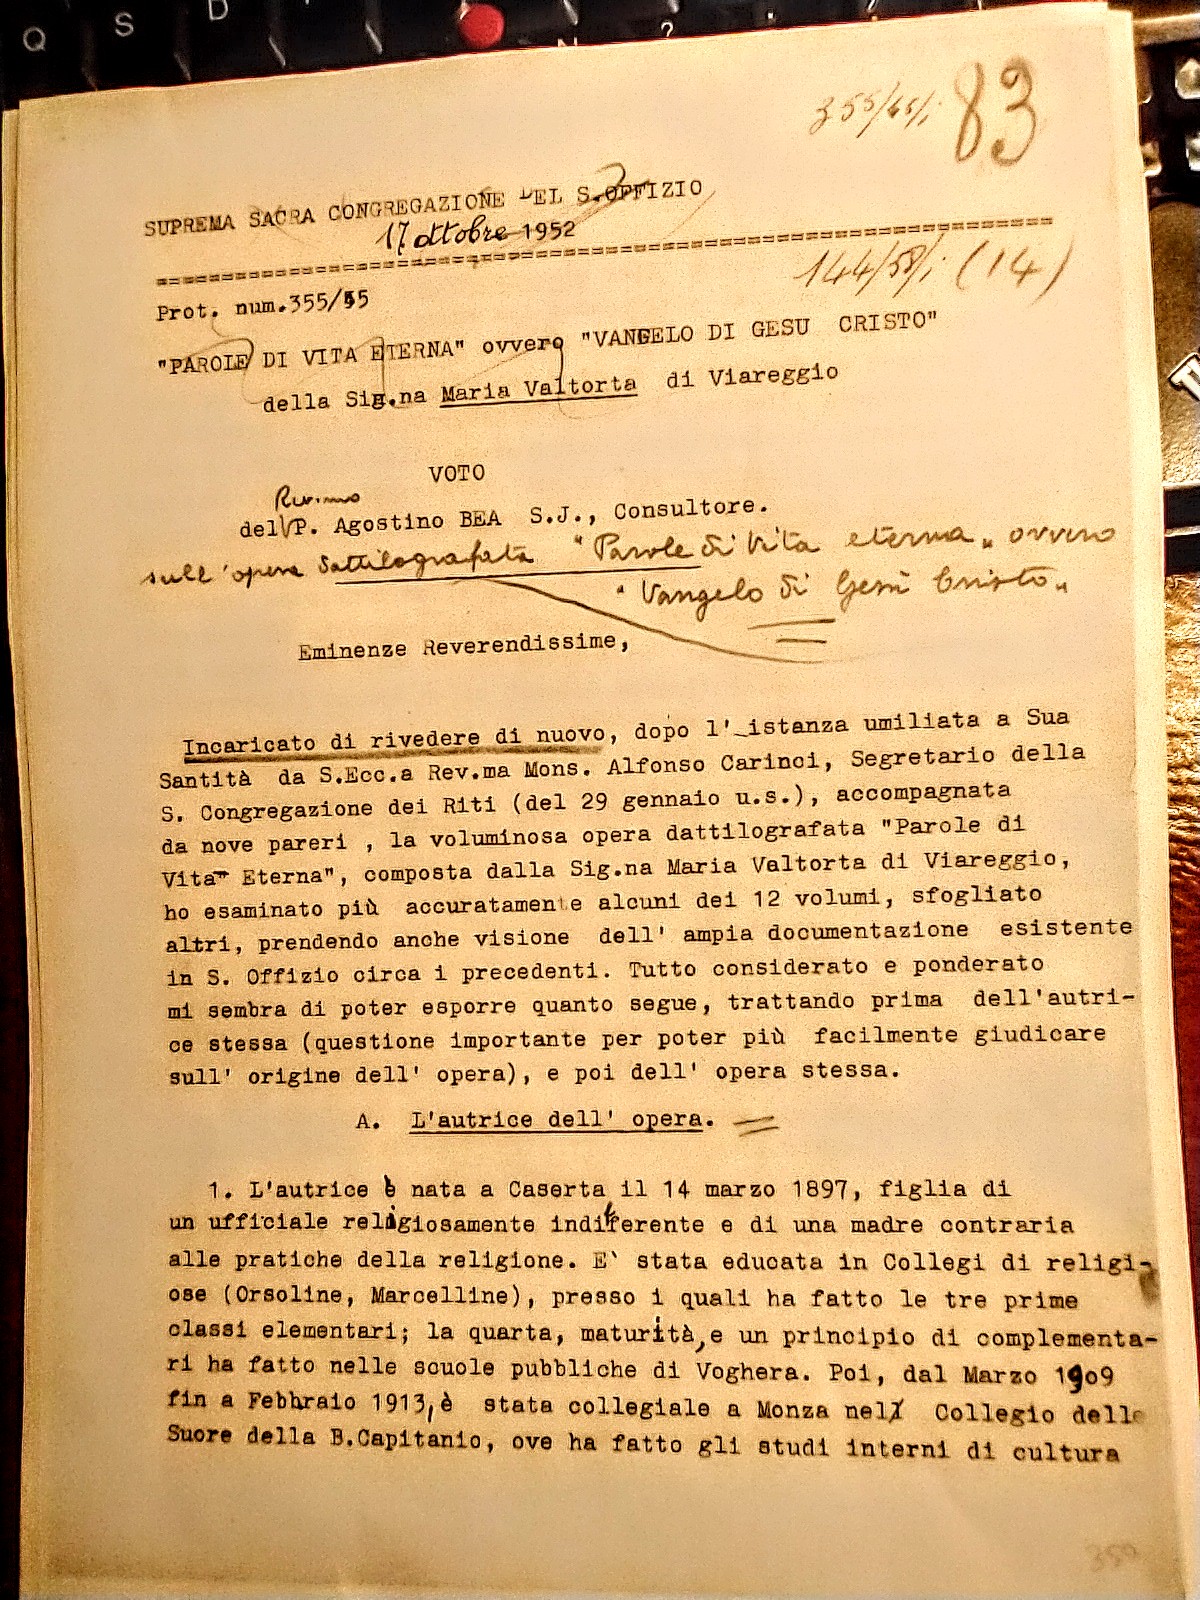 Q S D
?
355/45/i 83
SUPREMA SACRA CONGREGAZIONE DEL S.OFFIZIO
17 ottobre 1952
144/58/i (14)
Prot. num.355/45
"PAROLE DI VITA ETERNA" ovvero "VANGELO DI GESU CRISTO"
della Sig.na Maria Valtorta di Viareggio
VOTO
del P. Agostino BEA S.J., Consultore.
sull'opera dattilografata "Parole di Vita eterna" ovvero
"Vangelo di Gesù Cristo"
Eminenze Reverendissime,
Incaricato di rivedere di nuovo, dopo l' istanza umiliata a Sua
Santità da S.Ecc.a Rev.ma Mons. Alfonso Carinci, Segretario della
S. Congregazione dei Riti (del 29 gennaio u.s.), accompagnata
da nove pareri , la voluminosa opera dattilografata "Parole di
Vita Eterna", composta dalla Sig.na Maria Valtorta di Viareggio,
ho esaminato più accuratamente alcuni dei 12 volumi, sfogliato
altri, prendendo anche visione dell' ampia documentazione esistente
in S. Offizio circa i precedenti. Tutto considerato e ponderato
mi sembra di poter esporre quanto segue, trattando prima dell'autri-
ce stessa (questione importante per poter più facilmente giudicare
sull' origine dell' opera), e poi dell' opera stessa.
A. L'autrice dell' opera.
1. L'autrice è nata a Caserta il 14 marzo 1897, figlia di
un ufficiale religiosamente indifferente e di una madre contraria
alle pratiche della religione. E` stata educata in Collegi di religi-
ose (Orsoline, Marcelline), presso i quali ha fatto le tre prime
classi elementari; la quarta, maturità, e un principio di complementa-
ri ha fatto nelle scuole pubbliche di Voghera. Poi, dal Marzo 1909
fin a Febbraio 1913, è stata collegiale a Monza nel Collegio delle
Suore della B.Capitanio, ove ha fatto gli studi interni di cultura